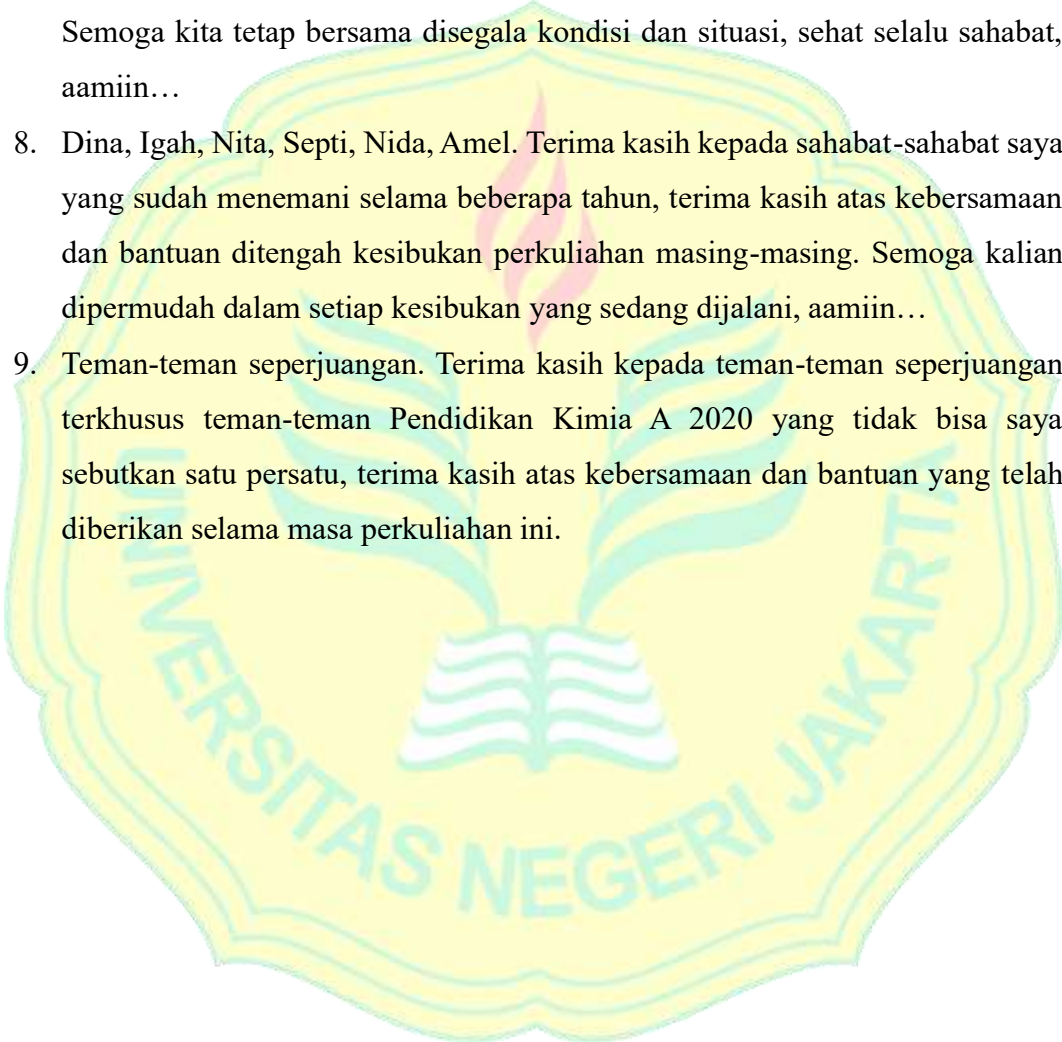 Semoga kita tetap bersama disegala kondisi dan situasi, sehat selalu sahabat,
aamiin…
8. Dina, Igah, Nita, Septi, Nida, Amel. Terima kasih kepada sahabat-sahabat saya
yang sudah menemani selama beberapa tahun, terima kasih atas kebersamaan
dan bantuan ditengah kesibukan perkuliahan masing-masing. Semoga kalian
dipermudah dalam setiap kesibukan yang sedang dijalani, aamiin…
9. Teman-teman seperjuangan. Terima kasih kepada teman-teman seperjuangan
terkhusus teman-teman Pendidikan Kimia A 2020 yang tidak bisa saya
sebutkan satu persatu, terima kasih atas kebersamaan dan bantuan yang telah
diberikan selama masa perkuliahan ini.
UNIVERSITAS NEGERI JAKARTA